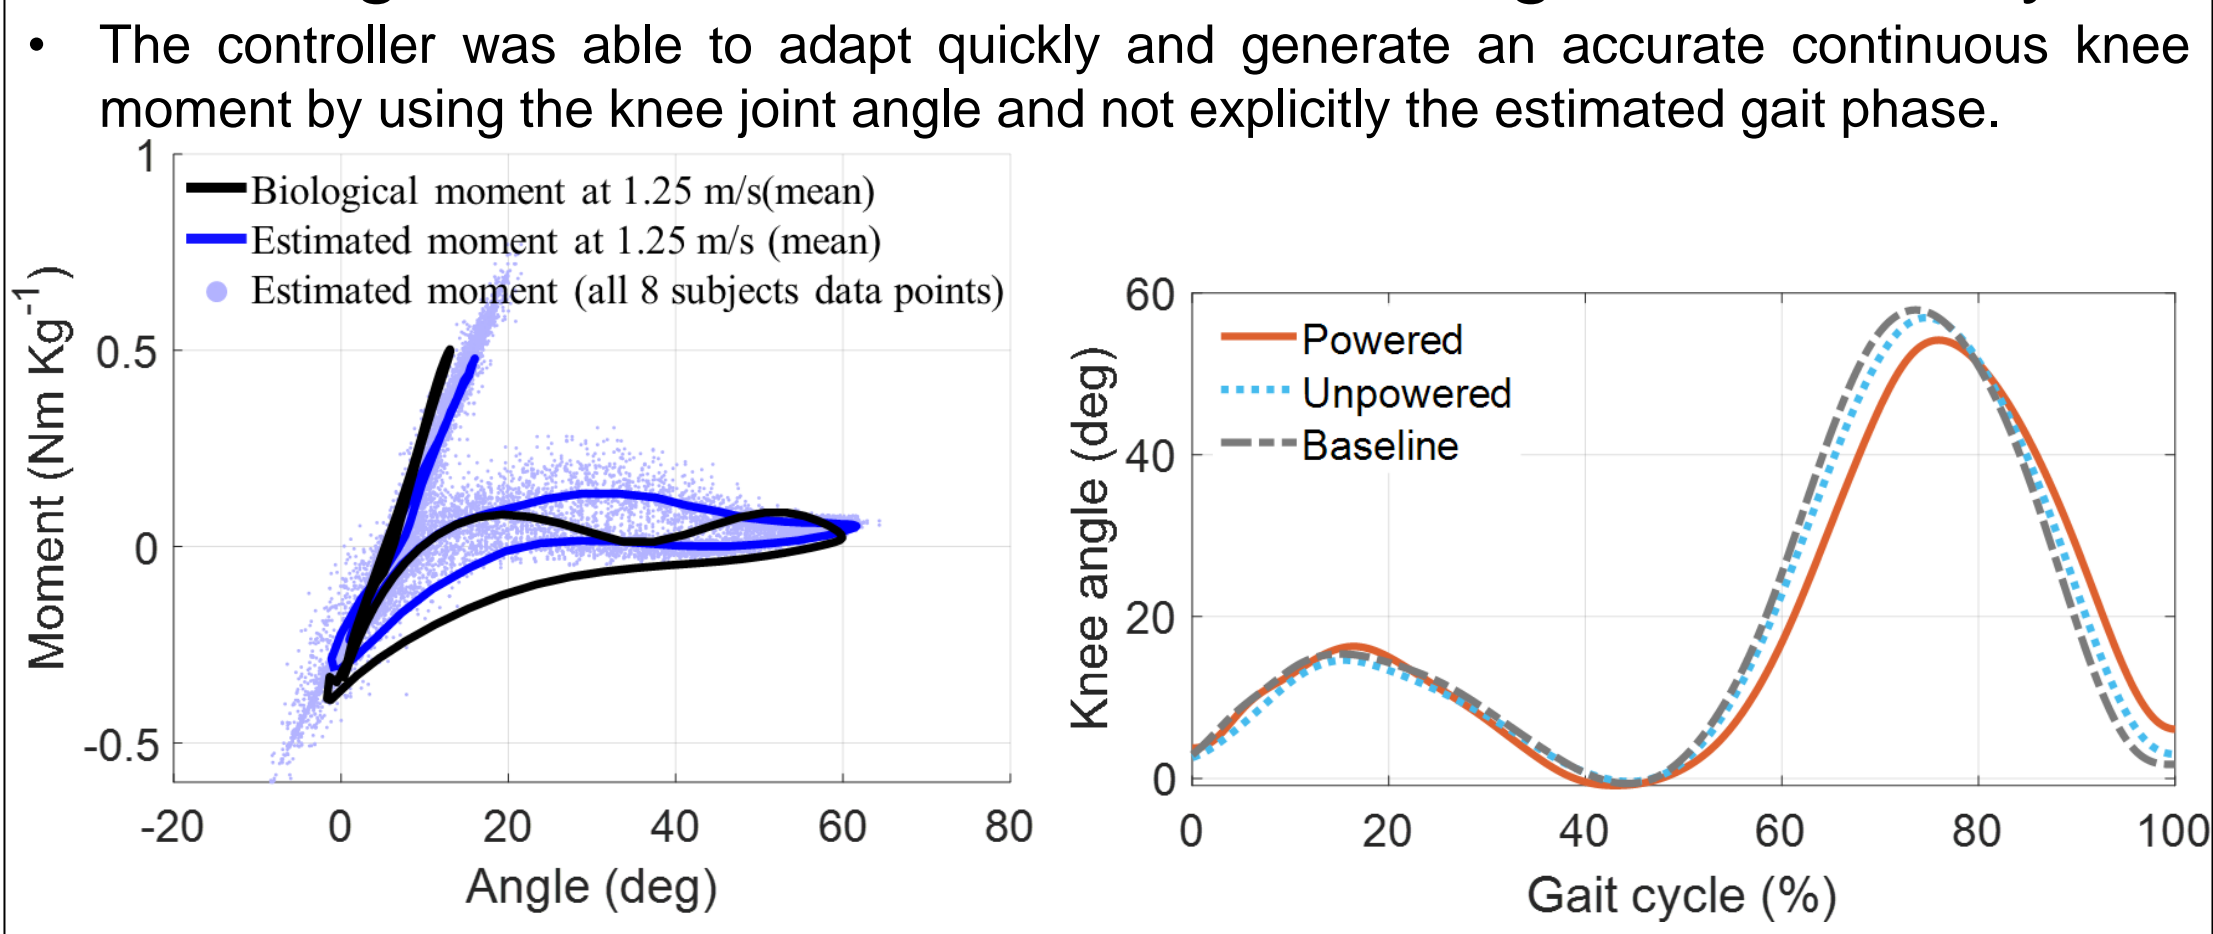 • The controller was able to adapt quickly and generate an accurate continuous knee
moment by using the knee joint angle and not explicitly the estimated gait phase.
Biological moment at 1.25 m/s(mean)
Estimated moment at 1.25 m/s (mean)
Estimated moment (all 8 subjects data points)
Moment (Nm Kg⁻¹)
1
0.5
0
-0.5
-20 0 20 40 60 80
Angle (deg)
Powered
Unpowered
Baseline
Knee angle (deg)
60
40
20
0
0 20 40 60 80 100
Gait cycle (%)